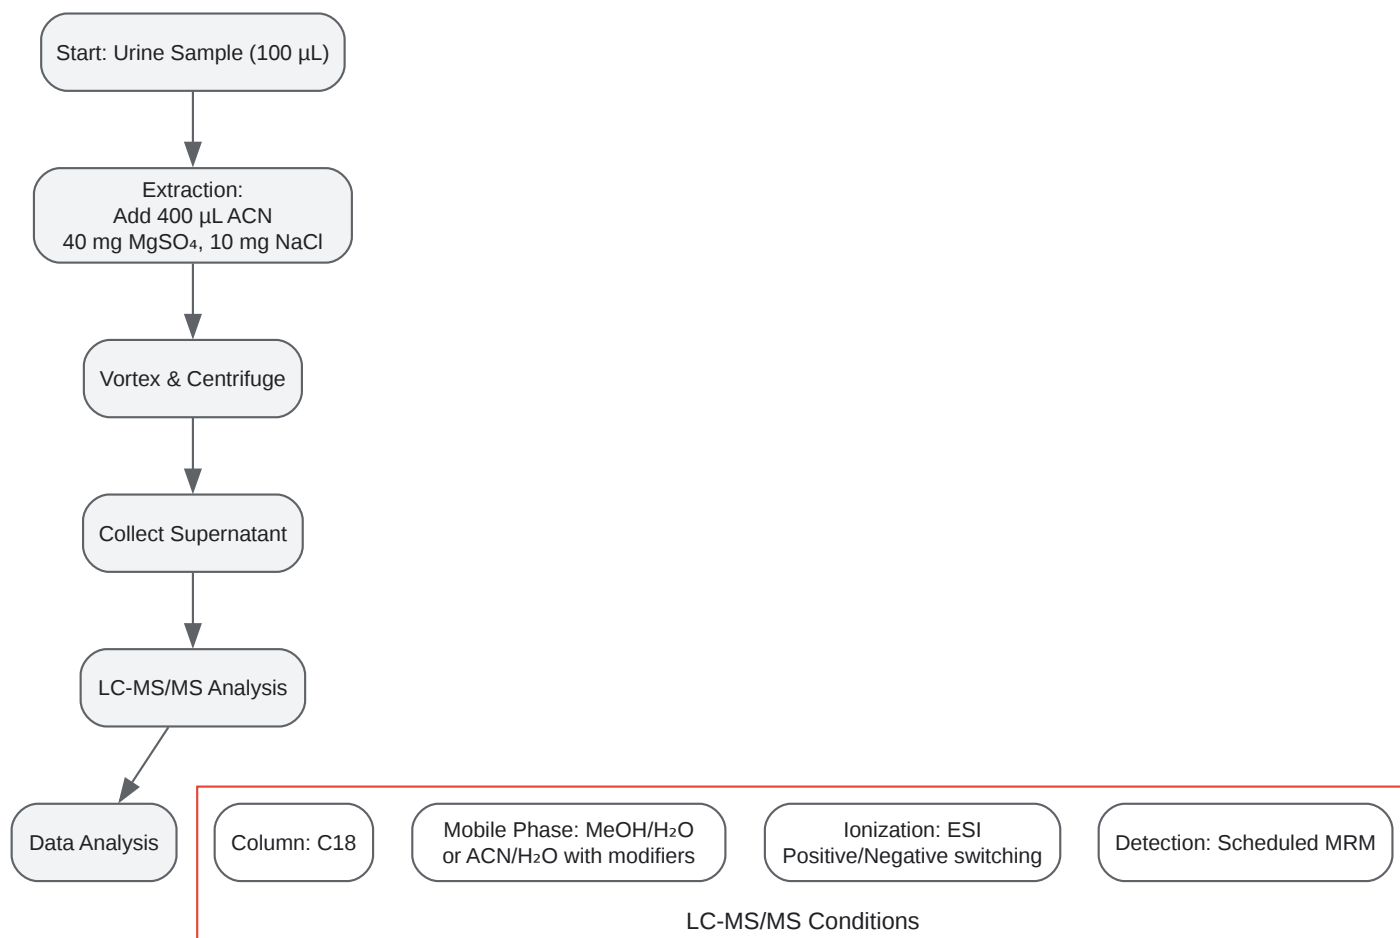 Start: Urine Sample (100 µL)
Extraction:
Add 400 µL ACN
40 mg MgSO₄, 10 mg NaCl
Vortex & Centrifuge
Collect Supernatant
LC-MS/MS Analysis
Data Analysis
Column: C18
Mobile Phase: MeOH/H₂O
or ACN/H₂O with modifiers
Ionization: ESI
Positive/Negative switching
Detection: Scheduled MRM
LC-MS/MS Conditions